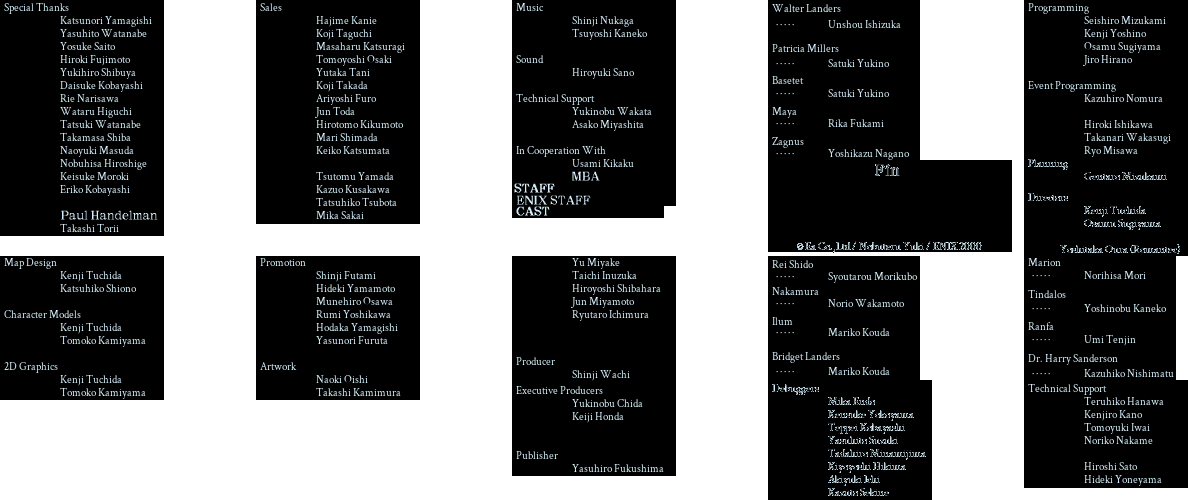 Special Thanks
Katsunori Yamagishi
Yasuhito Watanabe
Yosuke Saito
Hiroki Fujimoto
Yukihiro Shibuya
Daisuke Kobayashi
Rie Narisawa
Wataru Higuchi
Tatsuki Watanabe
Takamasa Shiba
Naoyuki Masuda
Nobuhisa Hiroshige
Keisuke Moroki
Eriko Kobayashi
Paul Handelman
Takashi Torii
Sales
Hajime Kanie
Koji Taguchi
Masaharu Katsuragi
Tomoyoshi Osaki
Yutaka Tani
Koji Takada
Ariyoshi Furo
Jun Toda
Hirotomo Kikumoto
Mari Shimada
Keiko Katsumata
Tsutomu Yamada
Kazuo Kusakawa
Tatsuhiko Tsubota
Mika Sakai
Music
Shinji Nukaga
Tsuyoshi Kaneko
Sound
Hiroyuki Sano
Technical Support
Yukinobu Wakata
Asako Miyashita
In Cooperation With
Usami Kikaku
MBA
STAFF
ENIX STAFF
CAST
Walter Landers
..... Unshou Ishizuka
Patricia Millers
..... Satuki Yukino
Basetet
..... Satuki Yukino
Maya
..... Rika Fukami
Zagnus
..... Yoshikazu Nagano
Programming
Seishiro Mizukami
Kenji Yoshino
Osamu Sugiyama
Jiro Hirano
Event Programming
Kazuhiro Nomura
Hiroki Ishikawa
Takanari Wakasugi
Ryo Misawa
Planning
Directors
Kenji Tuchida
Osamu Sugiyama
Map Design
Kenji Tuchida
Katsuhiko Shiono
Character Models
Kenji Tuchida
Tomoko Kamiyama
2D Graphics
Kenji Tuchida
Tomoko Kamiyama
Promotion
Shinji Futami
Hideki Yamamoto
Munehiro Osawa
Rumi Yoshikawa
Hodaka Yamagishi
Yasunori Furuta
Artwork
Naoki Oishi
Takashi Kamimura
Yu Miyake
Taichi Inuzuka
Hiroyoshi Shibahara
Jun Miyamoto
Ryutaro Ichimura
Producer
Shinji Wachi
Executive Producers
Yukinobu Chida
Keiji Honda
Publisher
Yasuhiro Fukushima
Rei Shido
..... Syoutarou Morikubo
Nakamura
..... Norio Wakamoto
Ilum
..... Mariko Kouda
Bridget Landers
..... Mariko Kouda
Debuggers
Marion
..... Norihisa Mori
Tindalos
..... Yoshinobu Kaneko
Ranfa
..... Umi Tenjin
Dr. Harry Sanderson
..... Kazuhiko Nishimatu
Technical Support
Teruhiko Hanawa
Kenjiro Kano
Tomoyuki Iwai
Noriko Nakame
Hiroshi Sato
Hideki Yoneyama